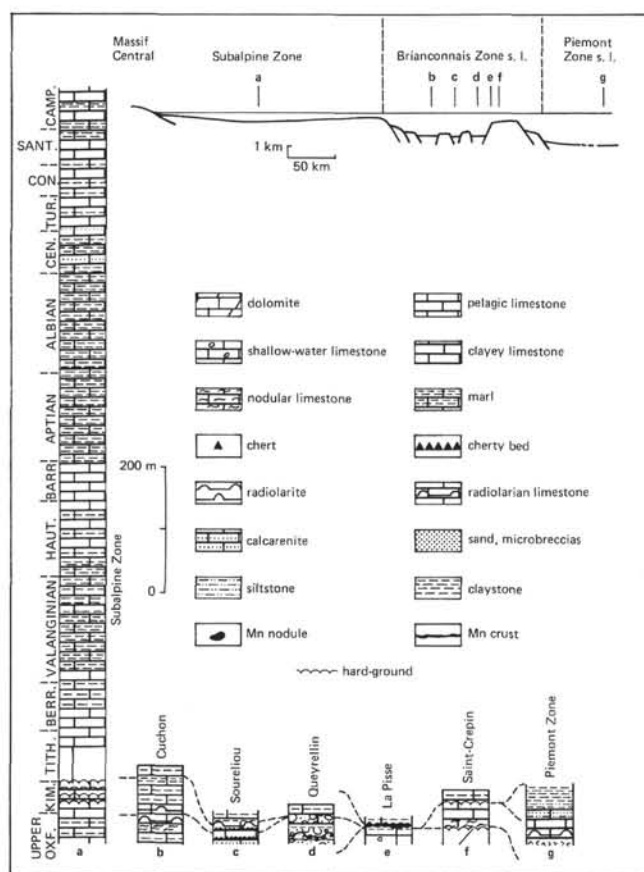 Massif
Central
Subalpine Zone
Brianconnais Zone s. l.
Piemont
Zone s. l.
a
b c d e f
g
1 km
50 km
CAMP.
SANT.
CON.
TUR.
CEN.
ALBIAN
APTIAN
BARR
HAUT.
VALANGINIAN
BERR.
TITH.
KIM.
UPPER
OXF.
Subalpine Zone
200 m
0
dolomite
pelagic limestone
shallow-water limestone
clayey limestone
nodular limestone
marl
chert
cherty bed
radiolarite
radiolarian limestone
calcarenite
sand, microbreccias
siltstone
claystone
Mn nodule
Mn crust
hard-ground
Cuchon
Soureliou
Queyrellin
La Pisse
Saint-Crepin
Piemont Zone
a
b
c
d
e
f
g